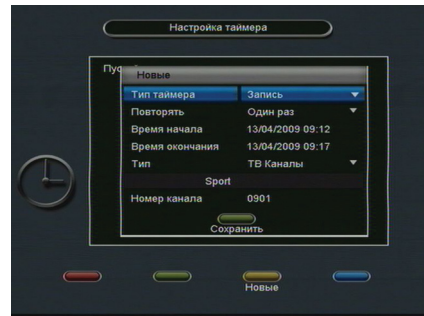 Настройка таймера
Новые
Тип таймера Запись
Повторять Один раз
Время начала 13/04/2009 09:12
Время окончания 13/04/2009 09:17
Тип ТВ Каналы
Sport
Номер канала 0901
Сохранить
Новые